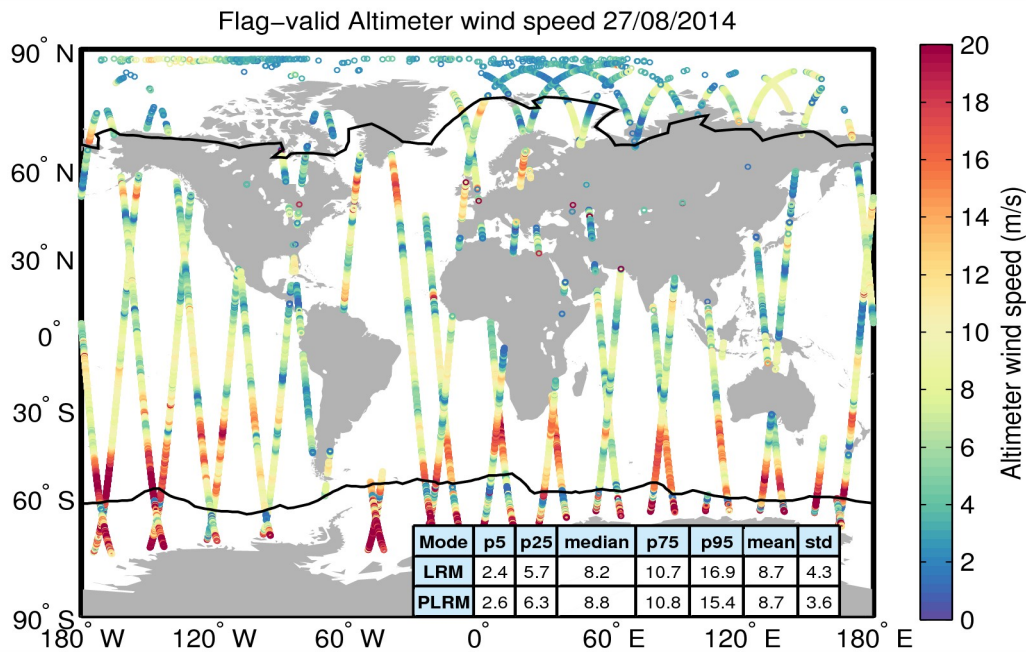 Flag−valid Altimeter wind speed 27/08/2014
90° N
60° N
30° N
0°
30° S
60° S
90° S
180° W
120° W
60° W
0°
60° E
120° E
180° E
Mode p5 p25 median p75 p95 mean std
LRM 2.4 5.7 8.2 10.7 16.9 8.7 4.3
PLRM 2.6 6.3 8.8 10.8 15.4 8.7 3.6
20
18
16
14
12
10
8
6
4
2
0
Altimeter wind speed (m/s)